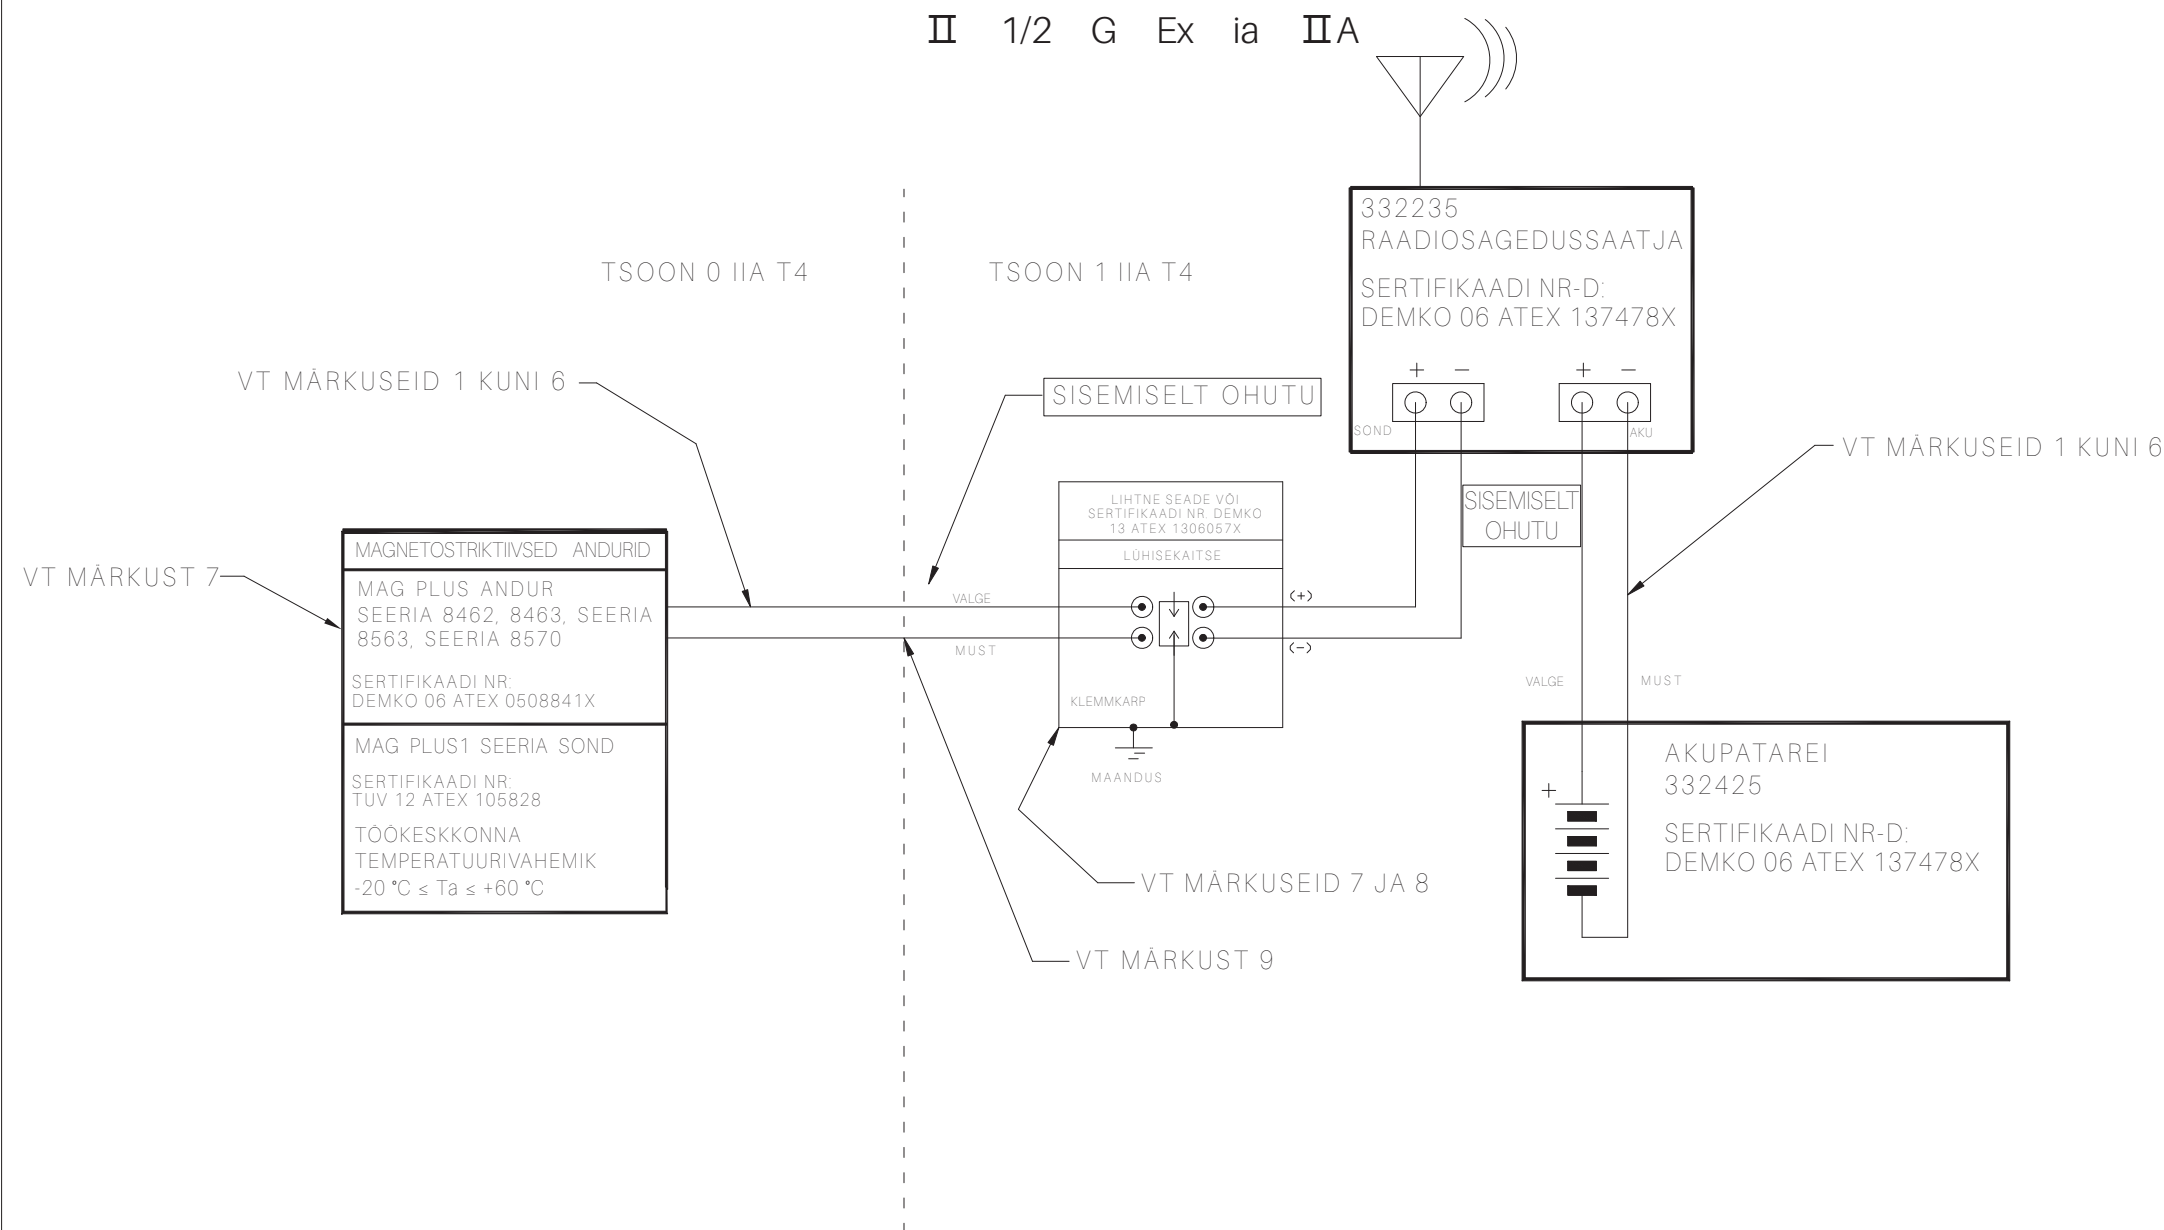 II 1/2 G Ex ia IIA
332235
RAADIOSAGEDUSSAATJA
SERTIFIKAADI NR-D:
DEMKO 06 ATEX 137478X
+ − + −
SOND
AKU
TSOON 0 IIA T4
TSOON 1 IIA T4
VT MÄRKUSEID 1 KUNI 6
SISEMISELT OHUTU
VT MÄRKUSEID 1 KUNI 6
LIHTNE SEADE VÕI
SERTIFIKAADI NR. DEMKO
13 ATEX 1306057X
LÜHISEKAITSE
SISEMISELT
OHUTU
VT MÄRKUST 7
MAGNETOSTRIKTIIVSED ANDURID
MAG PLUS ANDUR
SEERIA 8462, 8463, SEERIA
8563, SEERIA 8570
SERTIFIKAADI NR:
DEMKO 06 ATEX 0508841X
MAG PLUS1 SEERIA SOND
SERTIFIKAADI NR:
TUV 12 ATEX 105828
TÖÖKESKKONNA
TEMPERATUURIVAHEMIK
-20 °C ≤ Ta ≤ +60 °C
VALGE
MUST
(+)
(−)
KLEMMKARP
MAANDUS
VALGE
MUST
AKUPATAREI
332425
+
SERTIFIKAADI NR-D:
DEMKO 06 ATEX 137478X
VT MÄRKUSEID 7 JA 8
VT MÄRKUST 9